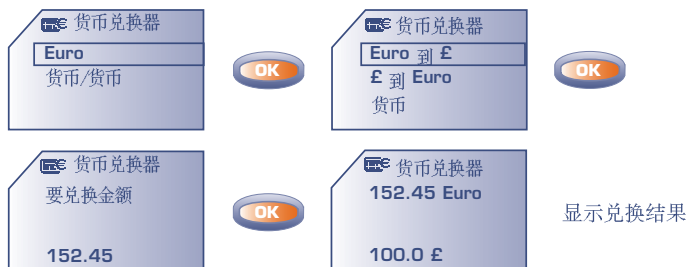 货币兑换器
Euro
货币/货币
OK
货币兑换器
Euro 到 £
£ 到 Euro
货币
OK
货币兑换器
要兑换金额
152.45
OK
货币兑换器
152.45 Euro
100.0 £
显示兑换结果